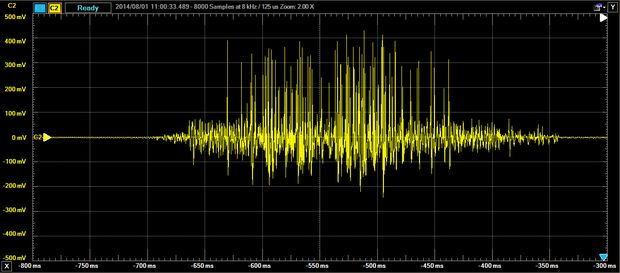 C2
C2 Ready 2014/08/01 11:00:33.489 - 8000 Samples at 8 kHz / 125 us Zoom: 2.00 X Y
500 mV
400 mV
300 mV
200 mV
100 mV
C2 0 mV
-100 mV
-200 mV
-300 mV
-400 mV
-500 mV
X -800 ms -750 ms -700 ms -650 ms -600 ms -550 ms -500 ms -450 ms -400 ms -350 ms -300 ms